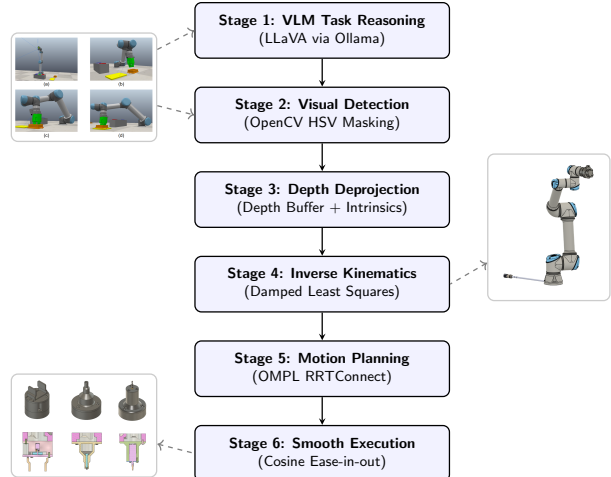 Stage 1: VLM Task Reasoning
(LLaVA via Ollama)
(a)
(b)
(c)
(d)
Stage 2: Visual Detection
(OpenCV HSV Masking)
Stage 3: Depth Deprojection
(Depth Buffer + Intrinsics)
Stage 4: Inverse Kinematics
(Damped Least Squares)
Stage 5: Motion Planning
(OMPL RRTConnect)
Stage 6: Smooth Execution
(Cosine Ease-in-out)